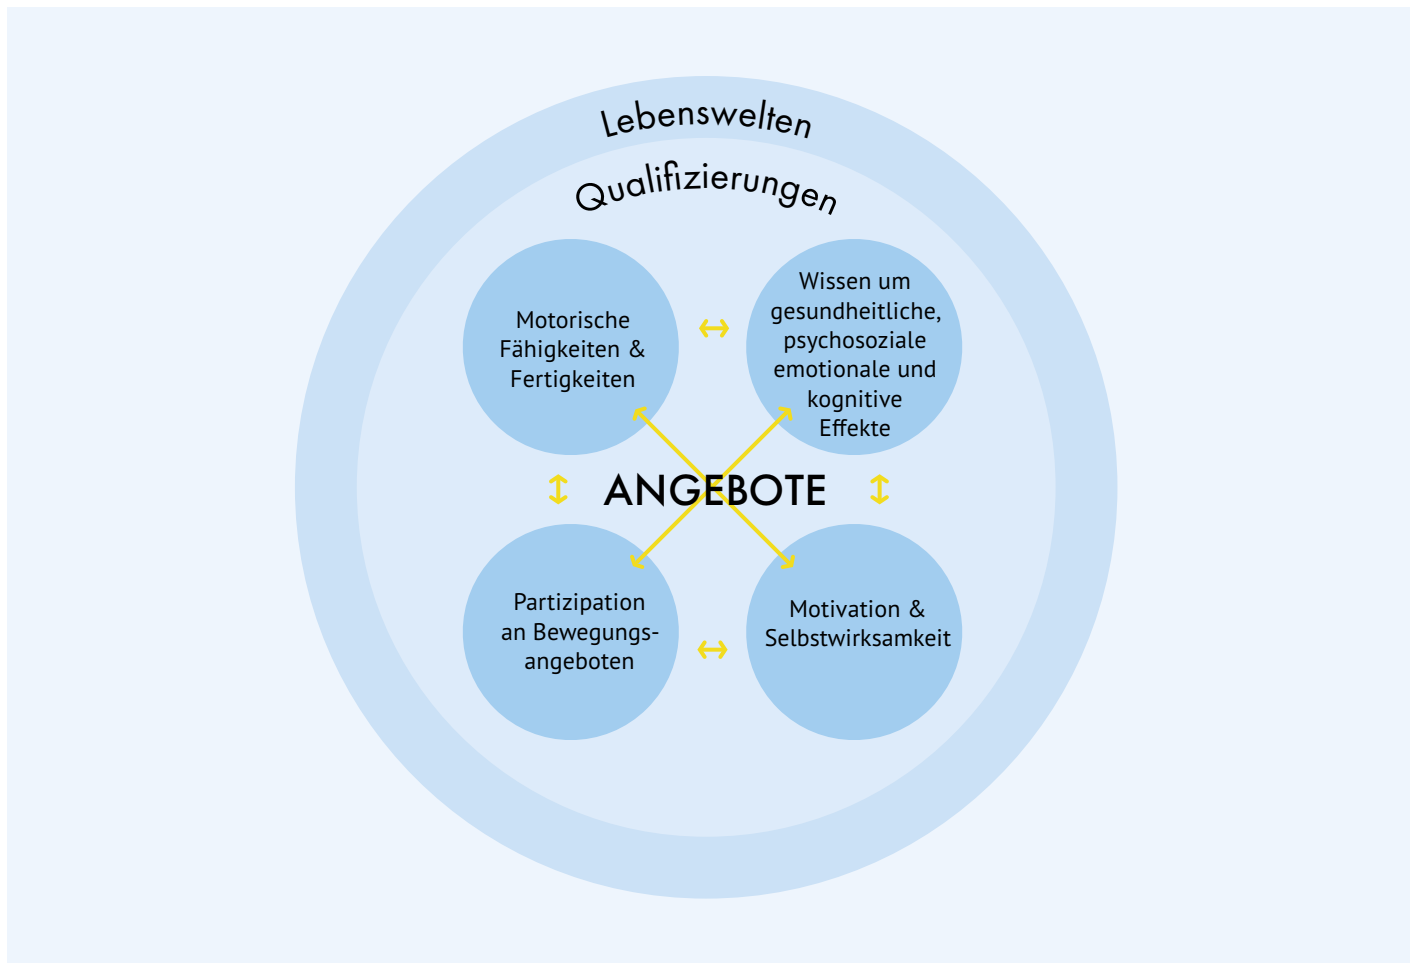 Lebenswelten
Qualifizierungen
Motorische
Fähigkeiten &
Fertigkeiten
Wissen um
gesundheitliche,
psychosoziale
emotionale und
kognitive
Effekte
ANGEBOTE
Partizipation
an Bewegungs-
angeboten
Motivation &
Selbstwirksamkeit